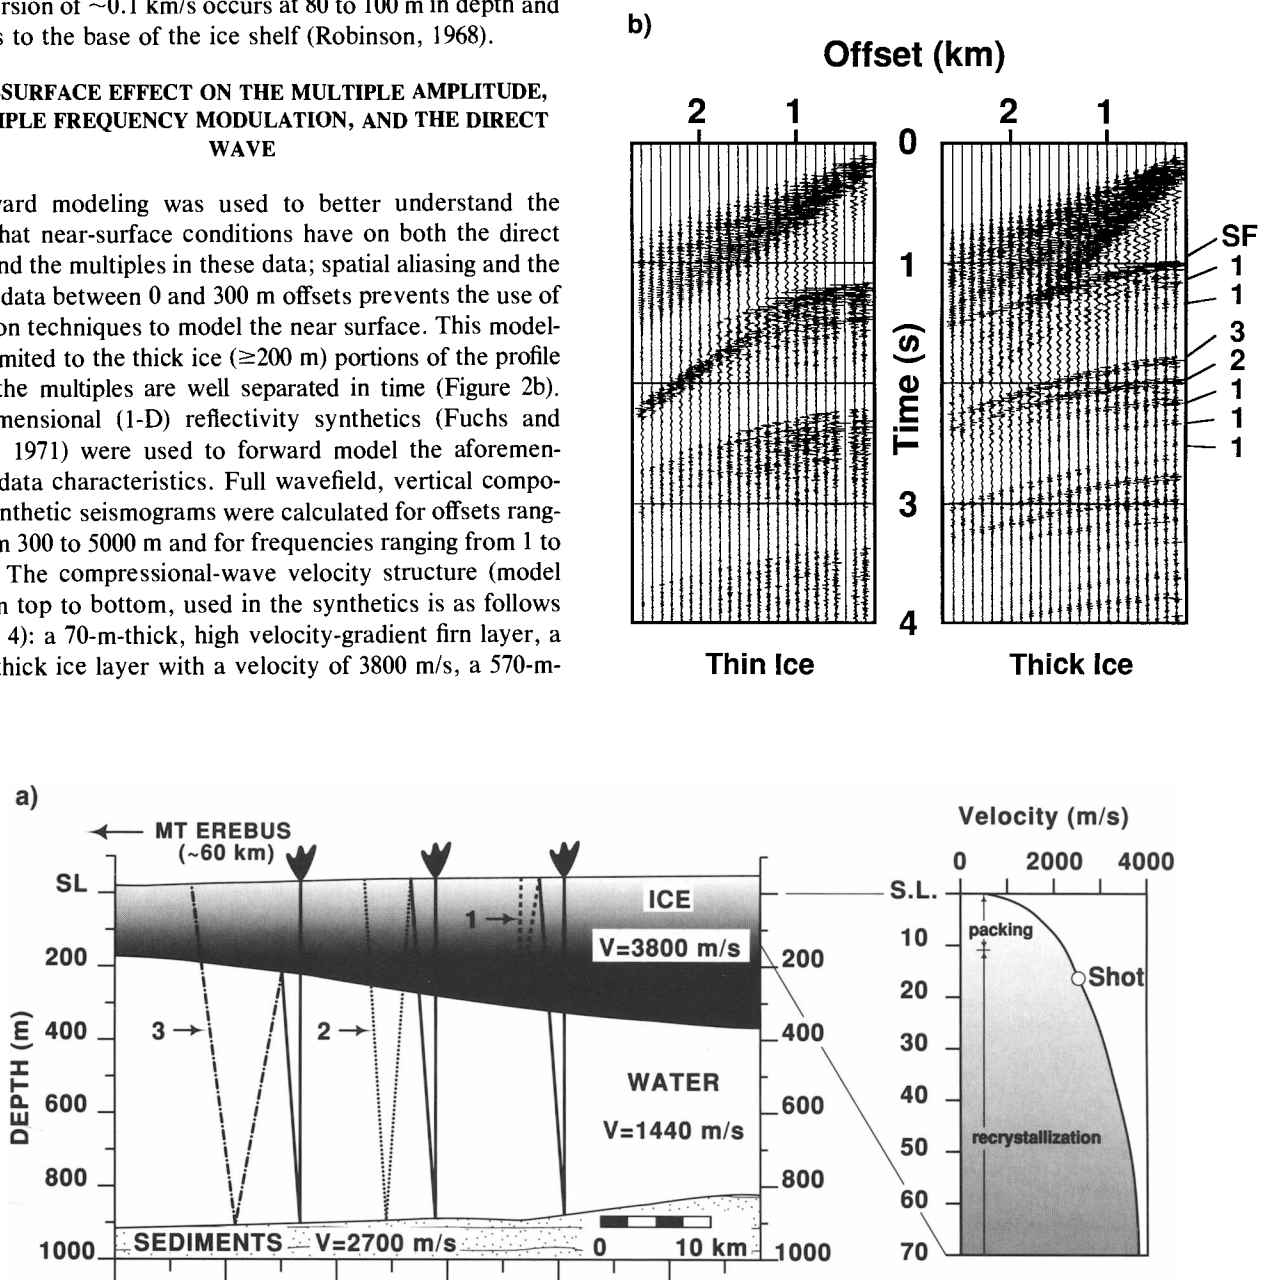 rsion of ~0.1 km/s occurs at 80 to 100 m in depth and
s to the base of the ice shelf (Robinson, 1968).
SURFACE EFFECT ON THE MULTIPLE AMPLITUDE,
IPLE FREQUENCY MODULATION, AND THE DIRECT
WAVE
ward modeling was used to better understand the
hat near-surface conditions have on both the direct
nd the multiples in these data; spatial aliasing and the
data between 0 and 300 m offsets prevents the use of
on techniques to model the near surface. This model-
mited to the thick ice (≥200 m) portions of the profile
the multiples are well separated in time (Figure 2b).
mensional (1-D) reflectivity synthetics (Fuchs and
1971) were used to forward model the aforemen-
data characteristics. Full wavefield, vertical compo-
nthetic seismograms were calculated for offsets rang-
m 300 to 5000 m and for frequencies ranging from 1 to
The compressional-wave velocity structure (model
n top to bottom, used in the synthetics is as follows
4): a 70-m-thick, high velocity-gradient firn layer, a
thick ice layer with a velocity of 3800 m/s, a 570-m-
b)
Offset (km)
2 1 2 1
0
1
3
4
Time (s)
SF
1
1
3
2
1
1
1
Thin Ice Thick Ice
a)
MT EREBUS
(~60 km)
SL
200
400
600
800
1000
DEPTH (m)
ICE
V=3800 m/s
1
3
2
WATER
V=1440 m/s
SEDIMENTS V=2700 m/s
0 10 km
200
400
600
800
1000
Velocity (m/s)
0 2000 4000
S.L.
10
20
30
40
50
60
70
packing
Shot
recrystallization